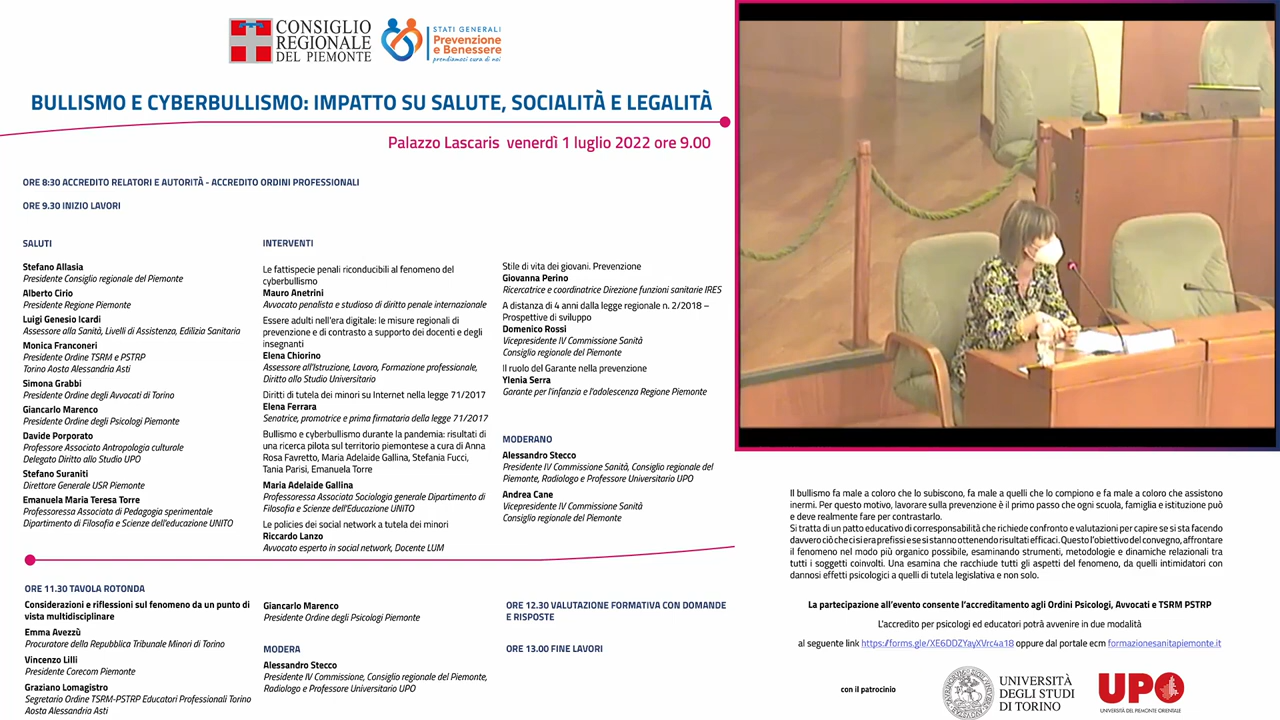 CONSIGLIO
REGIONALE
DEL PIEMONTE
STATI GENERALI
Prevenzione
e Benessere
prendiamoci cura di noi
BULLISMO E CYBERBULLISMO: IMPATTO SU SALUTE, SOCIALITÀ E LEGALITÀ
Palazzo Lascaris venerdì 1 luglio 2022 ore 9.00
ORE 8:30 ACCREDITO RELATORI E AUTORITÀ - ACCREDITO ORDINI PROFESSIONALI
ORE 9.30 INIZIO LAVORI
SALUTI
Stefano Allasia
Presidente Consiglio regionale del Piemonte
Alberto Cirio
Presidente Regione Piemonte
Luigi Genesio Icardi
Assessore alla Sanità, Livelli di Assistenza, Edilizia Sanitaria
Monica Franconeri
Presidente Ordine TSRM e PSTRP
Torino Aosta Alessandria Asti
Simona Grabbi
Presidente Ordine degli Avvocati di Torino
Giancarlo Marenco
Presidente Ordine degli Psicologi Piemonte
Davide Porporato
Professore Associato Antropologia culturale
Delegato Diritto allo Studio UPO
Stefano Suraniti
Direttore Generale USR Piemonte
Emanuela Maria Teresa Torre
Professoressa Associata di Pedagogia sperimentale
Dipartimento di Filosofia e Scienze dell'educazione UNITO
INTERVENTI
Le fattispecie penali riconducibili al fenomeno del
cyberbullismo
Mauro Anetrini
Avvocato penalista e studioso di diritto penale internazionale
Essere adulti nell'era digitale: le misure regionali di
prevenzione e di contrasto a supporto dei docenti e degli
insegnanti
Elena Chiorino
Assessore all'Istruzione, Lavoro, Formazione professionale,
Diritto allo Studio Universitario
Diritti di tutela dei minori su Internet nella legge 71/2017
Elena Ferrara
Senatrice, promotrice e prima firmataria della legge 71/2017
Bullismo e cyberbullismo durante la pandemia: risultati di
una ricerca pilota sul territorio piemontese a cura di Anna
Rosa Favretto, Maria Adelaide Gallina, Stefania Fucci,
Tania Parisi, Emanuela Torre
Maria Adelaide Gallina
Professoressa Associata Sociologia generale Dipartimento di
Filosofia e Scienze dell'Educazione UNITO
Le policies dei social network a tutela dei minori
Riccardo Lanzo
Avvocato esperto in social network, Docente LUM
Stile di vita dei giovani. Prevenzione
Giovanna Perino
Ricercatrice e coordinatrice Direzione funzioni sanitarie IRES
A distanza di 4 anni dalla legge regionale n. 2/2018 –
Prospettive di sviluppo
Domenico Rossi
Vicepresidente IV Commissione Sanità
Consiglio regionale del Piemonte
Il ruolo del Garante nella prevenzione
Ylenia Serra
Garante per l'infanzia e l'adolescenza Regione Piemonte
MODERANO
Alessandro Stecco
Presidente IV Commissione Sanità, Consiglio regionale del
Piemonte, Radiologo e Professore Universitario UPO
Andrea Cane
Vicepresidente IV Commissione Sanità
Consiglio regionale del Piemonte
ORE 11.30 TAVOLA ROTONDA
Considerazioni e riflessioni sul fenomeno da un punto di
vista multidisciplinare
Emma Avezzù
Procuratore della Repubblica Tribunale Minori di Torino
Vincenzo Lilli
Presidente Corecom Piemonte
Graziano Lomagistro
Segretario Ordine TSRM-PSTRP Educatori Professionali Torino
Aosta Alessandria Asti
Giancarlo Marenco
Presidente Ordine degli Psicologi Piemonte
MODERA
Alessandro Stecco
Presidente IV Commissione, Consiglio regionale del Piemonte,
Radiologo e Professore Universitario UPO
ORE 12.30 VALUTAZIONE FORMATIVA CON DOMANDE
E RISPOSTE
ORE 13.00 FINE LAVORI
Il bullismo fa male a coloro che lo subiscono, fa male a quelli che lo compiono e fa male a coloro che assistono
inermi. Per questo motivo, lavorare sulla prevenzione è il primo passo che ogni scuola, famiglia e istituzione può
e deve realmente fare per contrastarlo.
Si tratta di un patto educativo di corresponsabilità che richiede confronto e valutazioni per capire se si sta facendo
davvero ciò che ci si era prefissi e se si stanno ottenendo risultati efficaci. Questo l'obiettivo del convegno, affrontare
il fenomeno nel modo più organico possibile, esaminando strumenti, metodologie e dinamiche relazionali tra
tutti i soggetti coinvolti. Una esamina che racchiude tutti gli aspetti del fenomeno, da quelli intimidatori con
dannosi effetti psicologici a quelli di tutela legislativa e non solo.
La partecipazione all'evento consente l'accreditamento agli Ordini Psicologi, Avvocati e TSRM PSTRP
L'accredito per psicologi ed educatori potrà avvenire in due modalità
al seguente link https://forms.gle/XE6DDZYayXVrc4a18 oppure dal portale ecm formazionesanitapiemonte.it
con il patrocinio
UNIVERSITÀ
DEGLI STUDI
DI TORINO
UPO
UNIVERSITÀ DEL PIEMONTE ORIENTALE